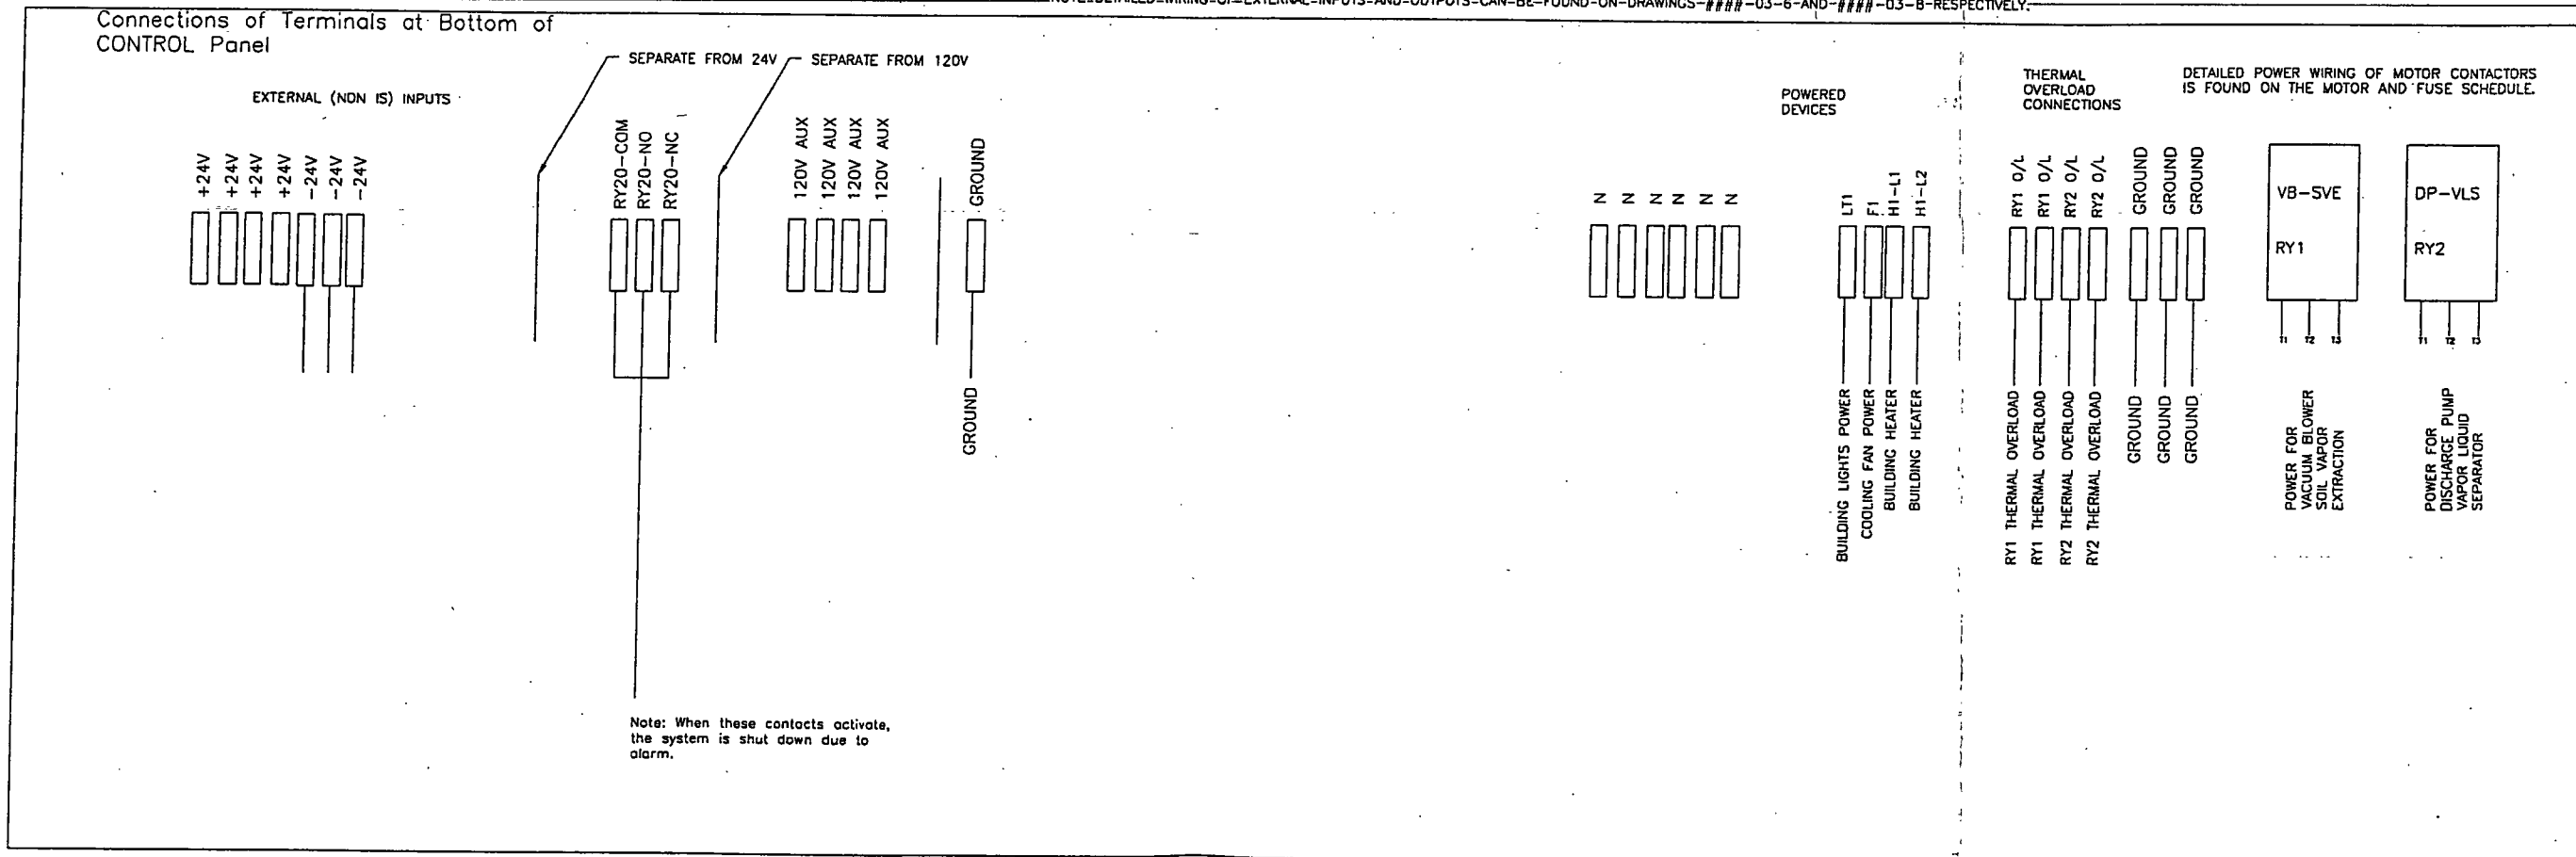 NOTE-DETAILED-WIRING-OF-EXTERNAL-INPUTS-AND-OUTPUTS-CAN-BE-FOUND-ON-DRAWINGS-####-03-6-AND-####-03-B-RESPECTIVELY.
Connections of Terminals at Bottom of
CONTROL Panel
SEPARATE FROM 24V
SEPARATE FROM 120V
EXTERNAL (NON IS) INPUTS
+24V
+24V
+24V
+24V
-24V
-24V
-24V
RY20-COM
RY20-NO
RY20-NC
120V AUX
120V AUX
120V AUX
120V AUX
GROUND
GROUND
Note: When these contacts activate,
the system is shut down due to
alarm.
N
N
N
N
N
N
POWERED
DEVICES
LT1
F1
H1-L1
H1-L2
BUILDING LIGHTS POWER
COOLING FAN POWER
BUILDING HEATER
BUILDING HEATER
THERMAL
OVERLOAD
CONNECTIONS
RY1 O/L
RY1 O/L
RY2 O/L
RY2 O/L
GROUND
GROUND
GROUND
RY1 THERMAL OVERLOAD
RY1 THERMAL OVERLOAD
RY2 THERMAL OVERLOAD
RY2 THERMAL OVERLOAD
GROUND
GROUND
GROUND
DETAILED POWER WIRING OF MOTOR CONTACTORS
IS FOUND ON THE MOTOR AND FUSE SCHEDULE.
VB-SVE
RY1
T1 T2 T3
POWER FOR
VACUUM BLOWER
SOIL VAPOR
EXTRACTION
DP-VLS
RY2
T1 T2 T3
POWER FOR
DISCHARGE PUMP
VAPOR LIQUID
SEPARATOR